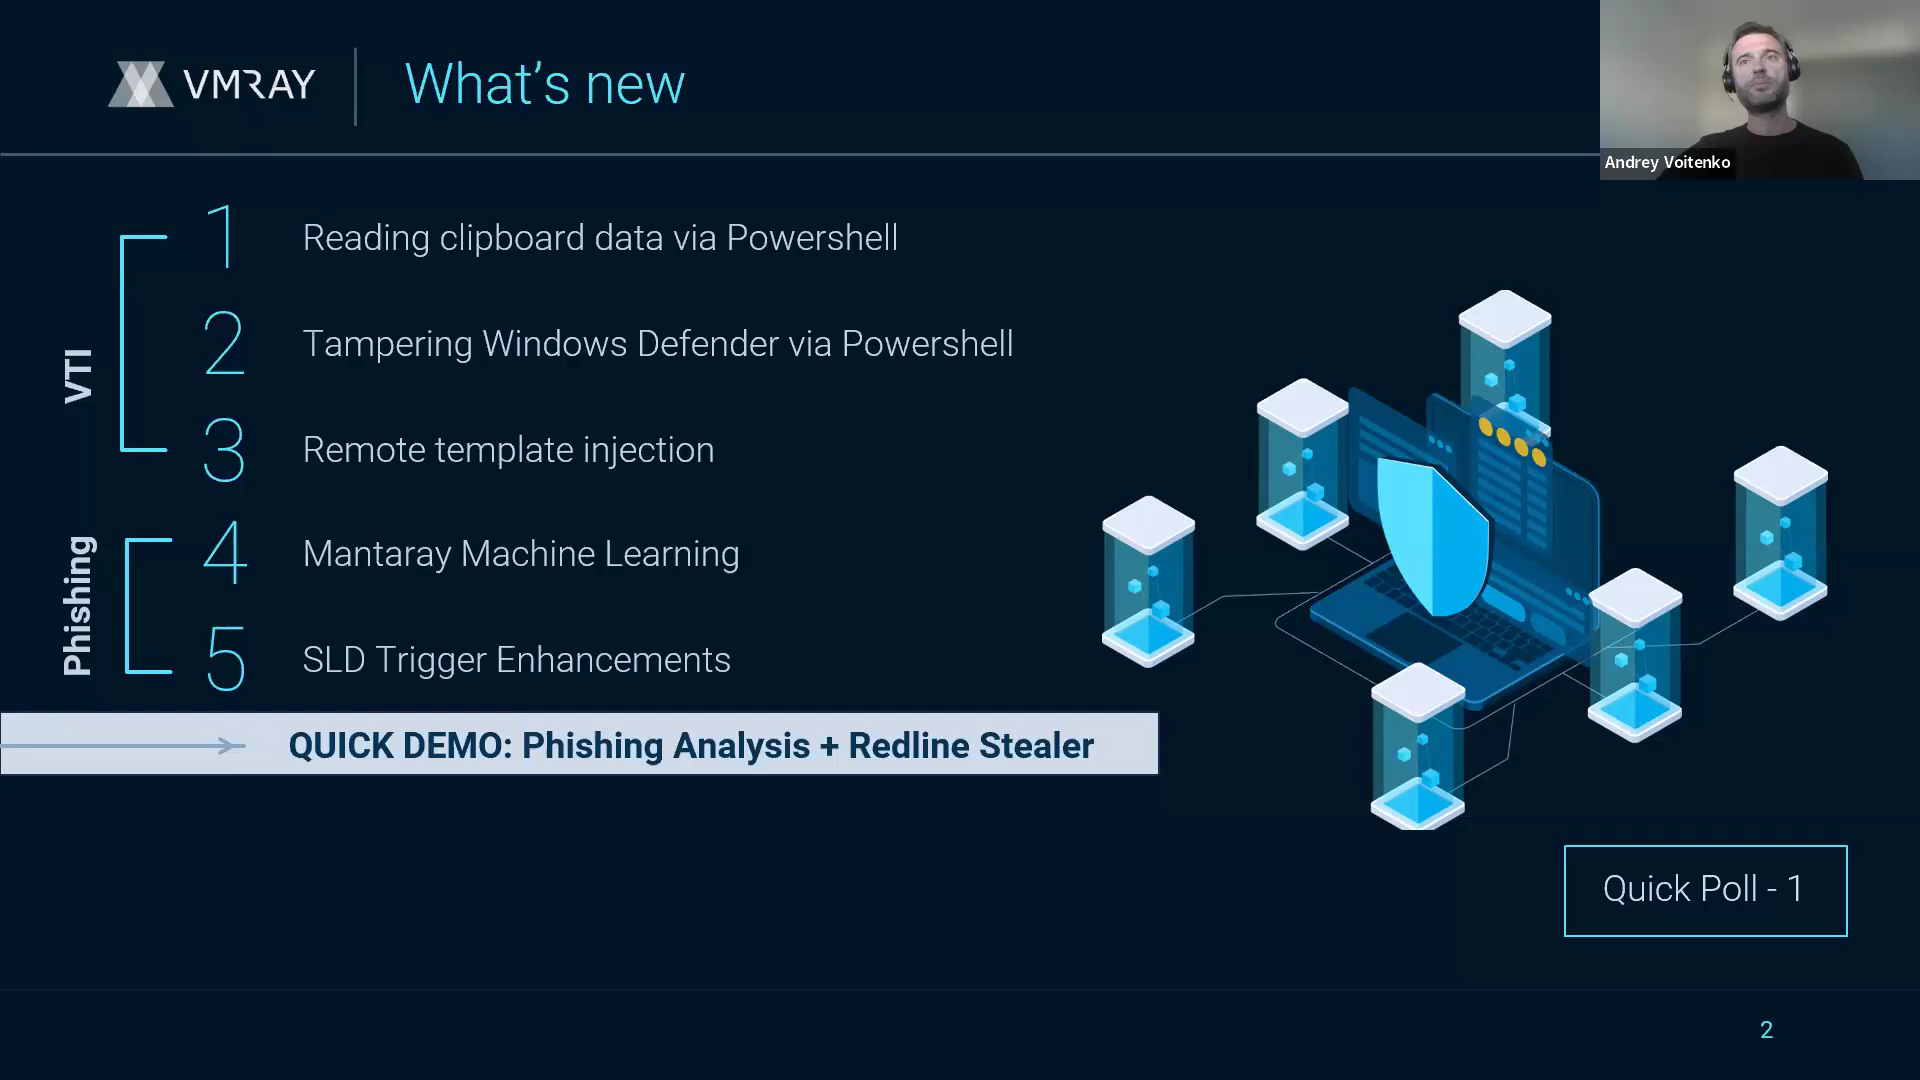 VMRAY
What's new
Andrey Voitenko
VTI
1 Reading clipboard data via Powershell
2 Tampering Windows Defender via Powershell
3 Remote template injection
Phishing
4 Mantaray Machine Learning
5 SLD Trigger Enhancements
QUICK DEMO: Phishing Analysis + Redline Stealer
Quick Poll - 1
2